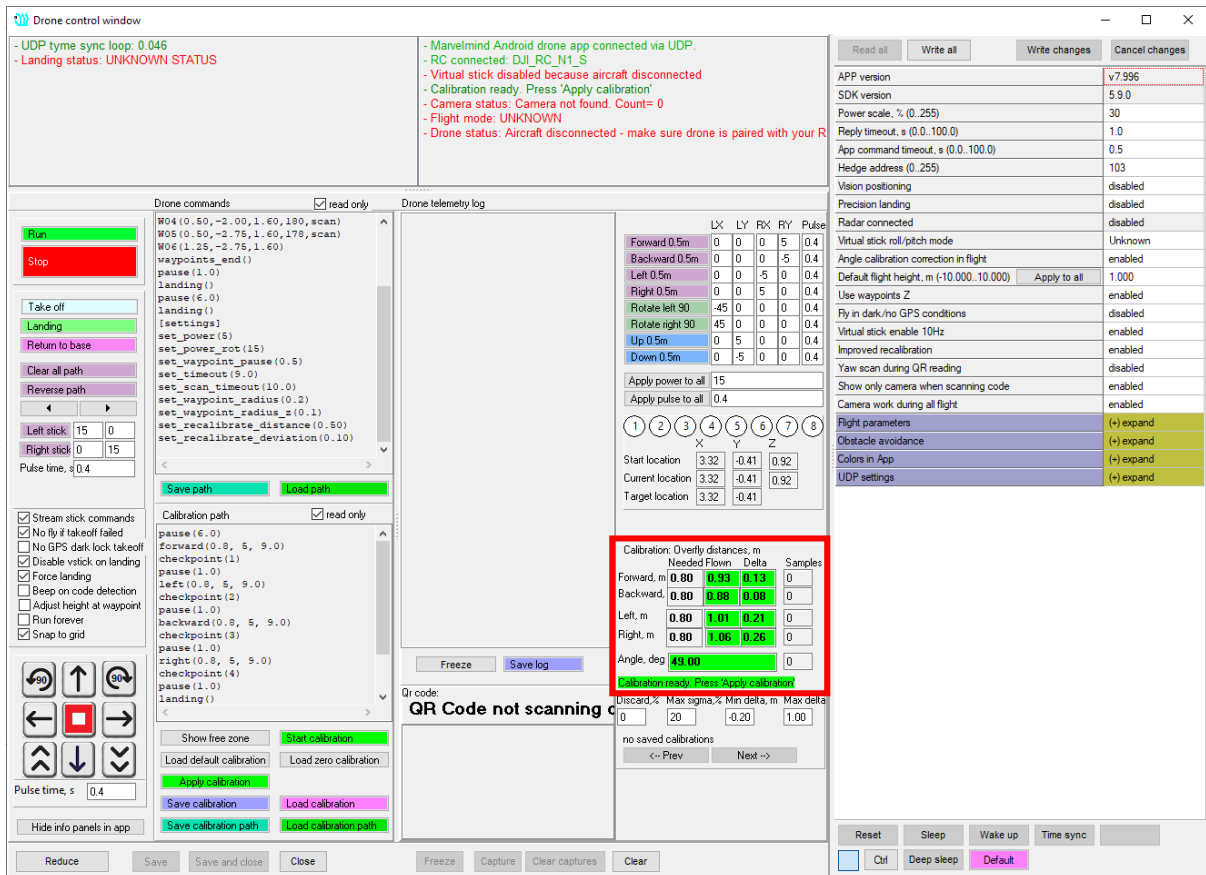 Drone control window
- UDP tyme sync loop: 0.046
- Landing status: UNKNOWN STATUS
- Marvelmind Android drone app connected via UDP.
- RC connected: DJI_RC_N1_S
- Virtual stick disabled because aircraft disconnected
- Calibration ready. Press 'Apply calibration'
- Camera status: Camera not found. Count= 0
- Flight mode: UNKNOWN
- Drone status: Aircraft disconnected - make sure drone is paired with your R
Run
Stop
Take off
Landing
Return to base
Clear all path
Reverse path
Left stick 15 0
Right stick 0 15
Pulse time, s 0.4
Stream stick commands
No fly if takeoff failed
No GPS dark lock takeoff
Disable vstick on landing
Force landing
Beep on code detection
Adjust height at waypoint
Run forever
Snap to grid
90 90
Pulse time, s 0.4
Hide info panels in app
Drone commands read only
W04(0.50,-2.00,1.60,180,scan)
W05(0.50,-2.75,1.60,178,scan)
W06(1.25,-2.75,1.60)
waypoints_end()
pause(1.0)
landing()
pause(6.0)
landing()
[settings]
set_power(5)
set_power_rot(15)
set_waypoint_pause(0.5)
set_timeout(9.0)
set_scan_timeout(10.0)
set_waypoint_radius(0.2)
set_waypoint_radius_z(0.1)
set_recalibrate_distance(0.50)
set_recalibrate_deviation(0.10)
Save path Load path
Calibration path read only
pause(6.0)
forward(0.8, 5, 9.0)
checkpoint(1)
pause(1.0)
left(0.8, 5, 9.0)
checkpoint(2)
pause(1.0)
backward(0.8, 5, 9.0)
checkpoint(3)
pause(1.0)
right(0.8, 5, 9.0)
checkpoint(4)
pause(1.0)
landing()
Show free zone Start calibration
Load default calibration Load zero calibration
Apply calibration
Save calibration Load calibration
Save calibration path Load calibration path
Drone telemetry log
Freeze Save log
Qr code:
QR Code not scanning
LX LY RX RY Pulse
Forward 0.5m 0 0 0 5 0.4
Backward 0.5m 0 0 0 -5 0.4
Left 0.5m 0 0 -5 0 0.4
Right 0.5m 0 0 5 0 0.4
Rotate left 90 -45 0 0 0 0.4
Rotate right 90 45 0 0 0 0.4
Up 0.5m 0 5 0 0 0.4
Down 0.5m 0 -5 0 0 0.4
Apply power to all 15
Apply pulse to all 0.4
1 2 3 4 5 6 7 8
X Y Z
Start location 3.32 -0.41 0.92
Current location 3.32 -0.41 0.92
Target location 3.32 -0.41
Calibration: Overfly distances, m
Needed Flown Delta Samples
Forward, m 0.80 0.93 0.13 0
Backward, 0.80 0.88 0.08 0
Left, m 0.80 1.01 0.21 0
Right, m 0.80 1.06 0.26 0
Angle, deg 49.00 0
Calibration ready. Press 'Apply calibration'
Discard,% Max sigma,% Min delta, m Max delta
0 20 -0.20 1.00
no saved calibrations
<-- Prev Next -->
Reduce Save Save and close Close Freeze Capture Clear captures Clear
Read all Write all Write changes Cancel changes
APP version v7.996
SDK version 5.9.0
Power scale, % (0..255) 30
Reply timeout, s (0.0..100.0) 1.0
App command timeout, s (0.0..100.0) 0.5
Hedge address (0..255) 103
Vision positioning disabled
Precision landing disabled
Radar connected disabled
Virtual stick roll/pitch mode Unknown
Angle calibration correction in flight enabled
Default flight height, m (-10.000..10.000) Apply to all 1.000
Use waypoints Z enabled
Fly in dark/no GPS conditions disabled
Virtual stick enable 10Hz enabled
Improved recalibration enabled
Yaw scan during QR reading disabled
Show only camera when scanning code enabled
Camera work during all flight enabled
Flight parameters (+) expand
Obstacle avoidance (+) expand
Colors in App (+) expand
UDP settings (+) expand
Reset Sleep Wake up Time sync
Ctrl Deep sleep Default